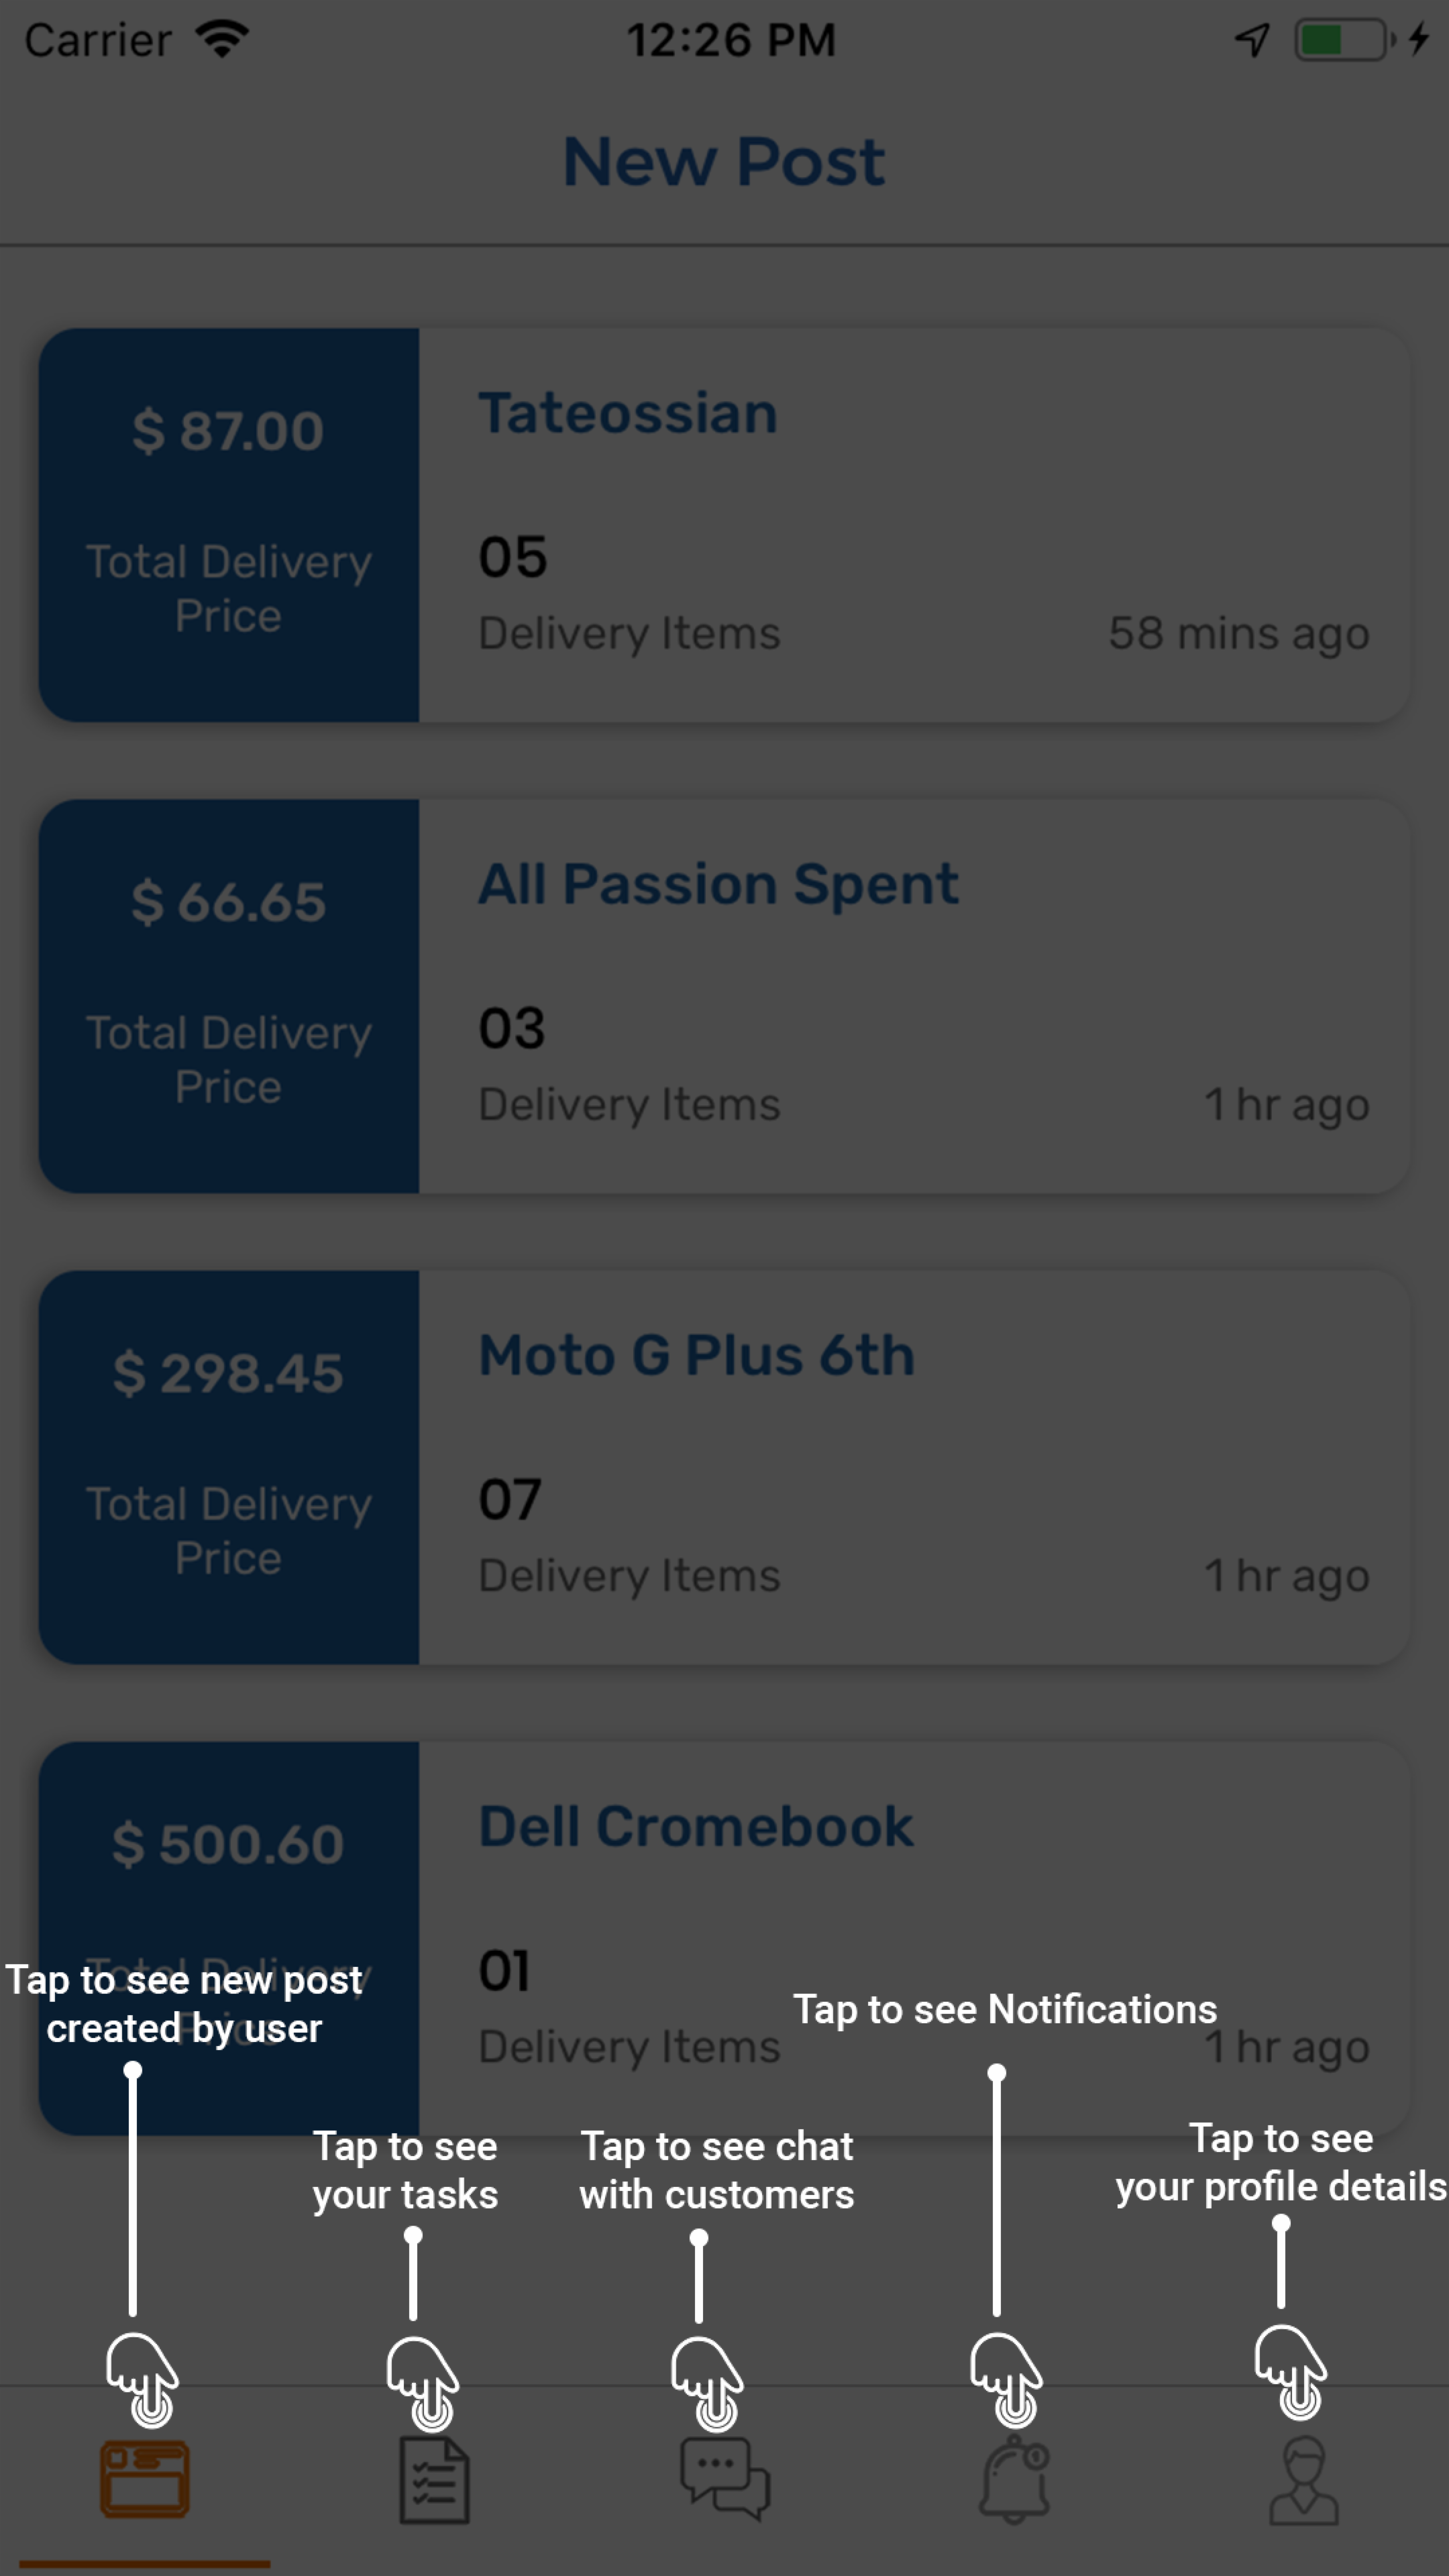 Carrier 12:26 PM
New Post
$ 87.00
Total Delivery
Price
Tateossian
05
Delivery Items
58 mins ago
$ 66.65
Total Delivery
Price
All Passion Spent
03
Delivery Items
1 hr ago
$ 298.45
Total Delivery
Price
Moto G Plus 6th
07
Delivery Items
1 hr ago
$ 500.60
Total Delivery
Price
Dell Cromebook
01
Delivery Items
1 hr ago
Tap to see new post
created by user
Tap to see
your tasks
Tap to see chat
with customers
Tap to see Notifications
Tap to see
your profile details